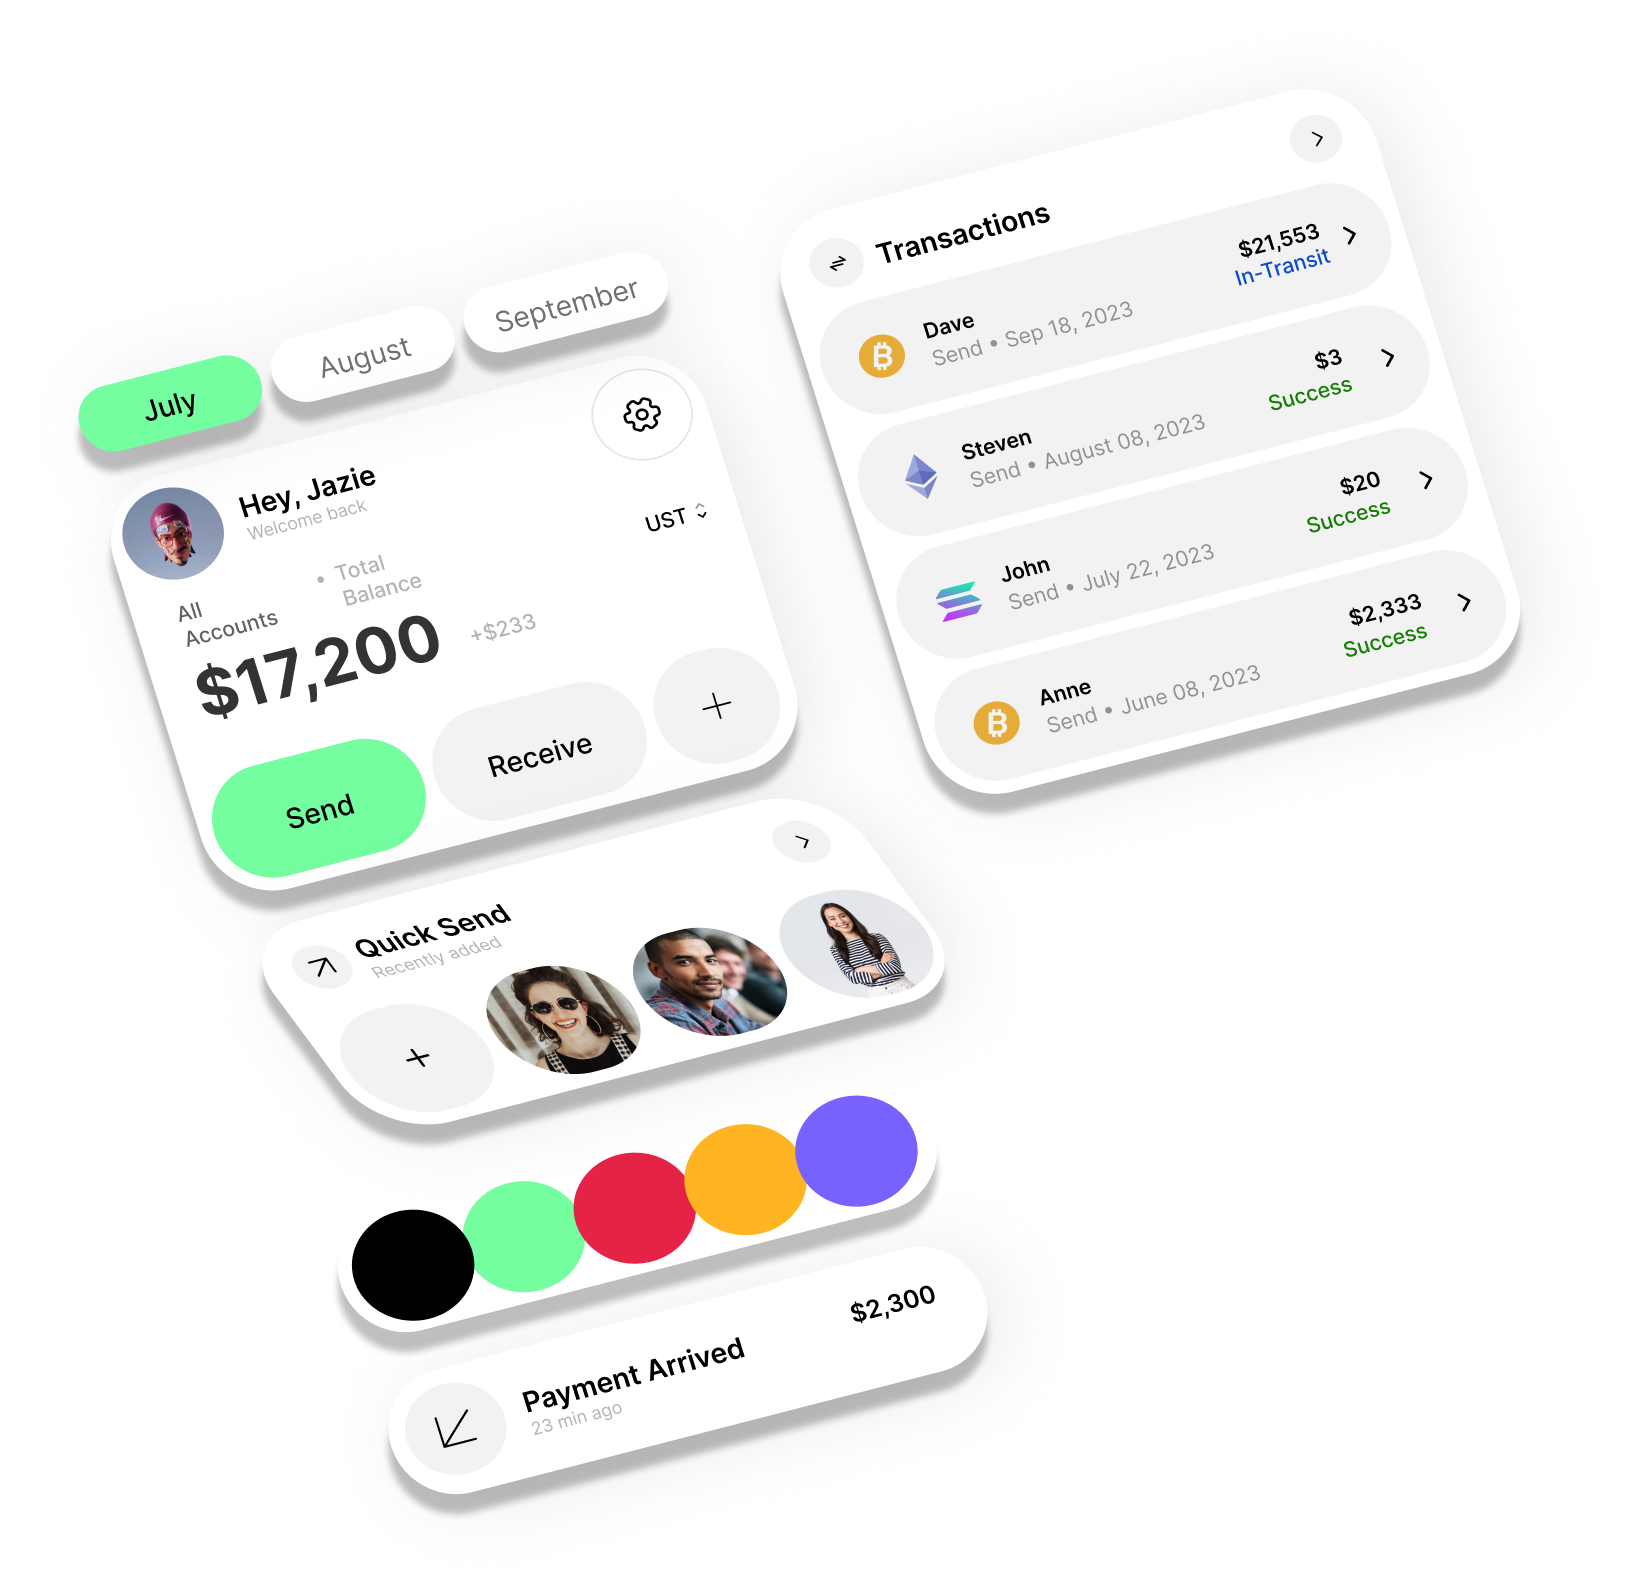 July
August
September
Hey, Jazie
Welcome back
UST
All
Accounts
• Total
Balance
$17,200
+$233
Send
Receive
Quick Send
Recently added
Payment Arrived
23 min ago
$2,300
Transactions
Dave
Send • Sep 18, 2023
$21,553
In-Transit
Steven
Send • August 08, 2023
$3
Success
John
Send • July 22, 2023
$20
Success
Anne
Send • June 08, 2023
$2,333
Success